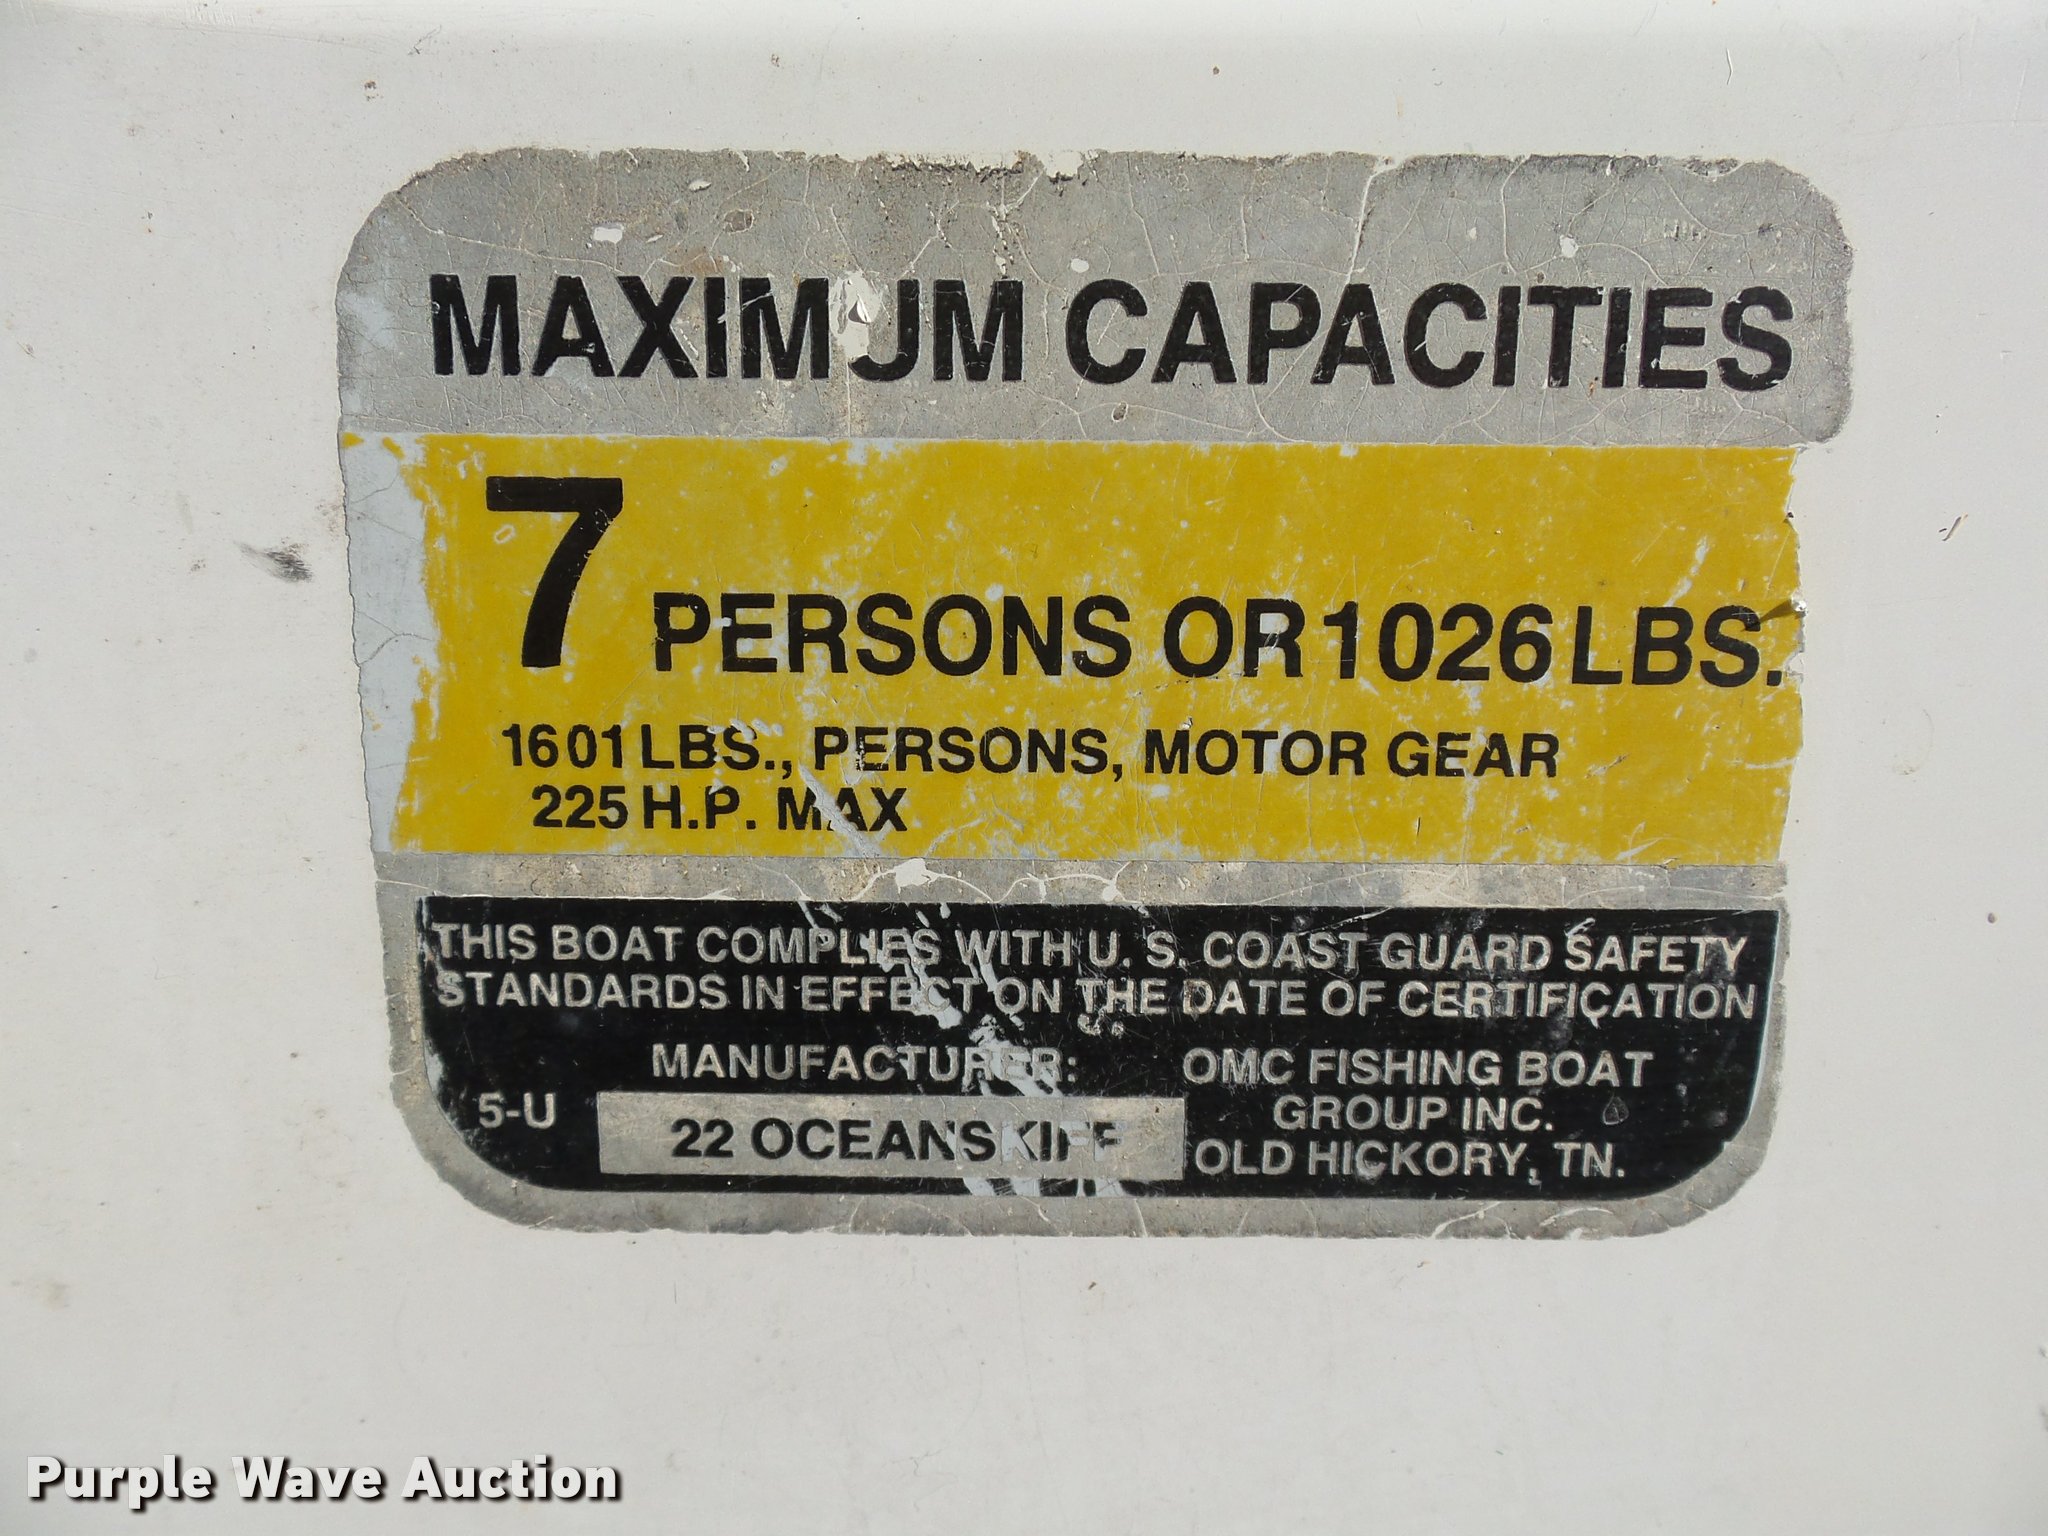 MAXIMUM CAPACITIES
7 PERSONS OR 1026 LBS.
1601 LBS., PERSONS, MOTOR GEAR
225 H.P. MAX
THIS BOAT COMPLIES WITH U. S. COAST GUARD SAFETY
STANDARDS IN EFFECT ON THE DATE OF CERTIFICATION
MANUFACTURER: OMC FISHING BOAT
GROUP INC.
5-U 22 OCEANSKIFF OLD HICKORY, TN.
Purple Wave Auction